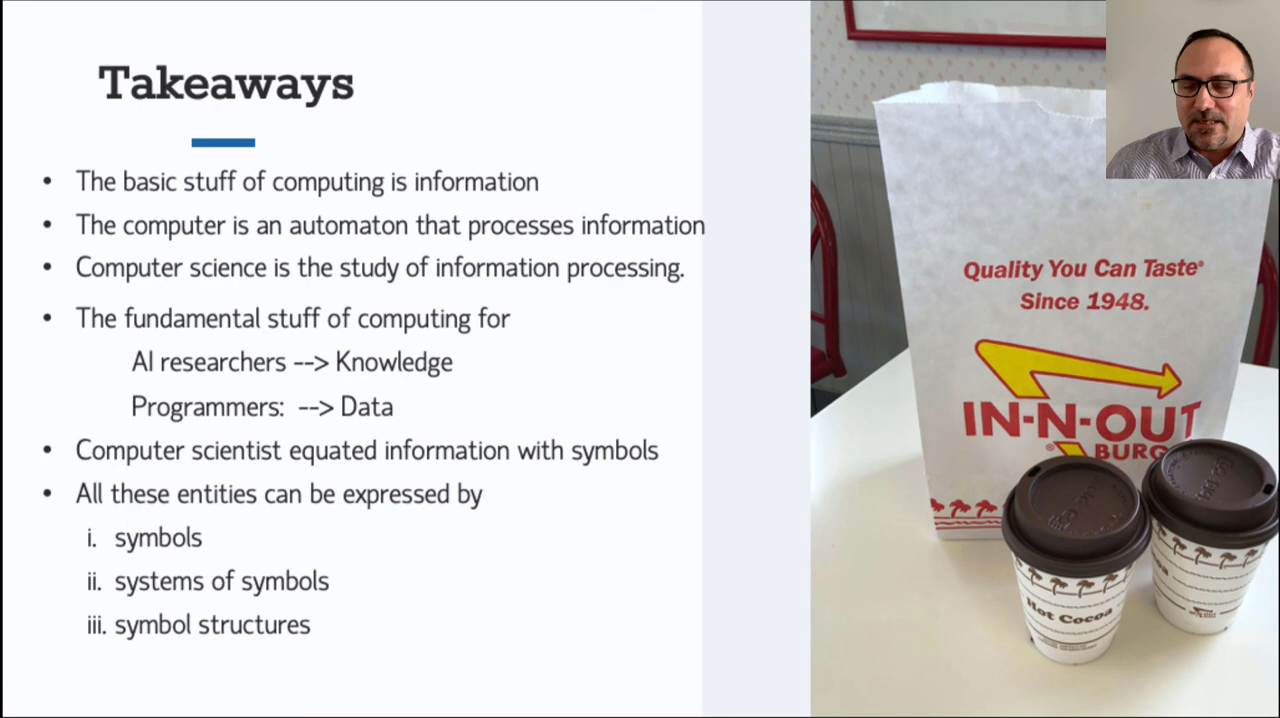 Takeaways
• The basic stuff of computing is information
• The computer is an automaton that processes information
• Computer science is the study of information processing.
• The fundamental stuff of computing for
AI researchers --> Knowledge
Programmers: --> Data
• Computer scientist equated information with symbols
• All these entities can be expressed by
i. symbols
ii. systems of symbols
iii. symbol structures
Quality You Can Taste®
Since 1948.
IN-N-OUT
® BURG
Hot Cocoa